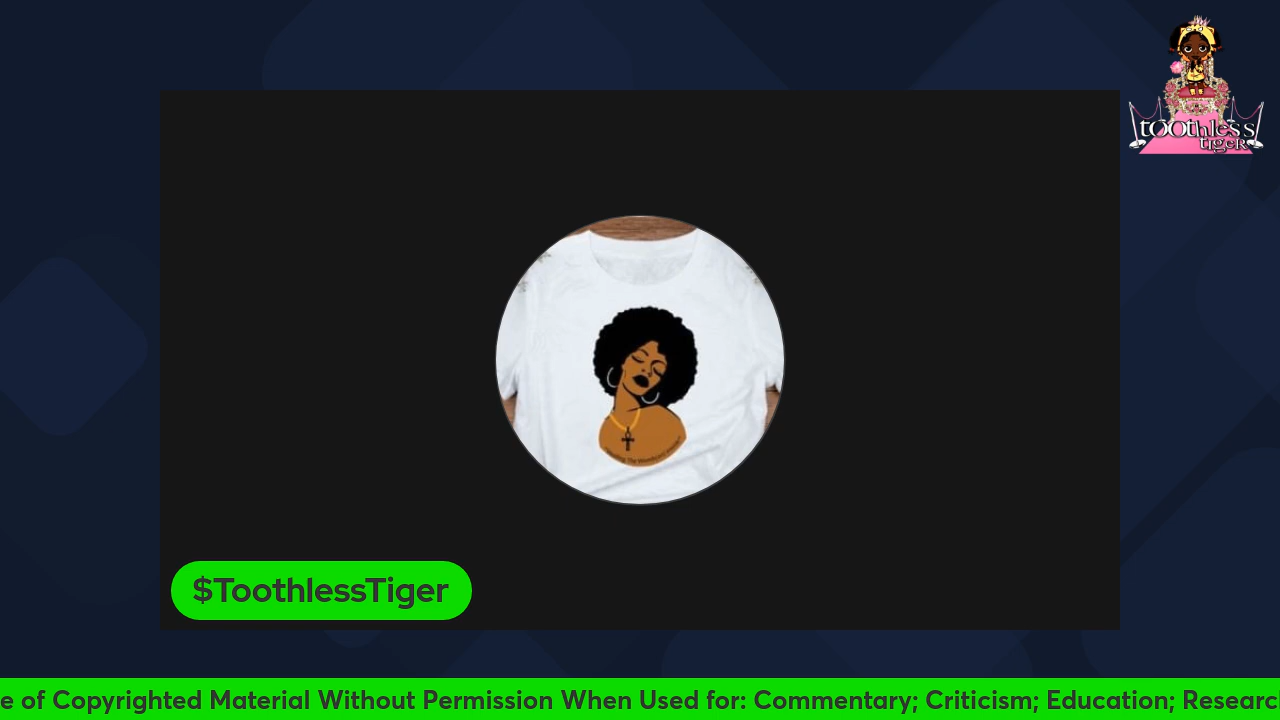 toothless
tiger
$ToothlessTiger
e of Copyrighted Material Without Permission When Used for: Commentary; Criticism; Education; Researc